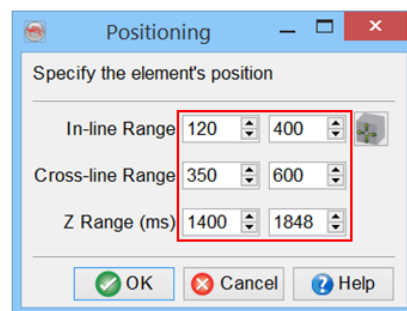 Positioning
Specify the element's position
In-line Range 120 400
Cross-line Range 350 600
Z Range (ms) 1400 1848
OK Cancel Help